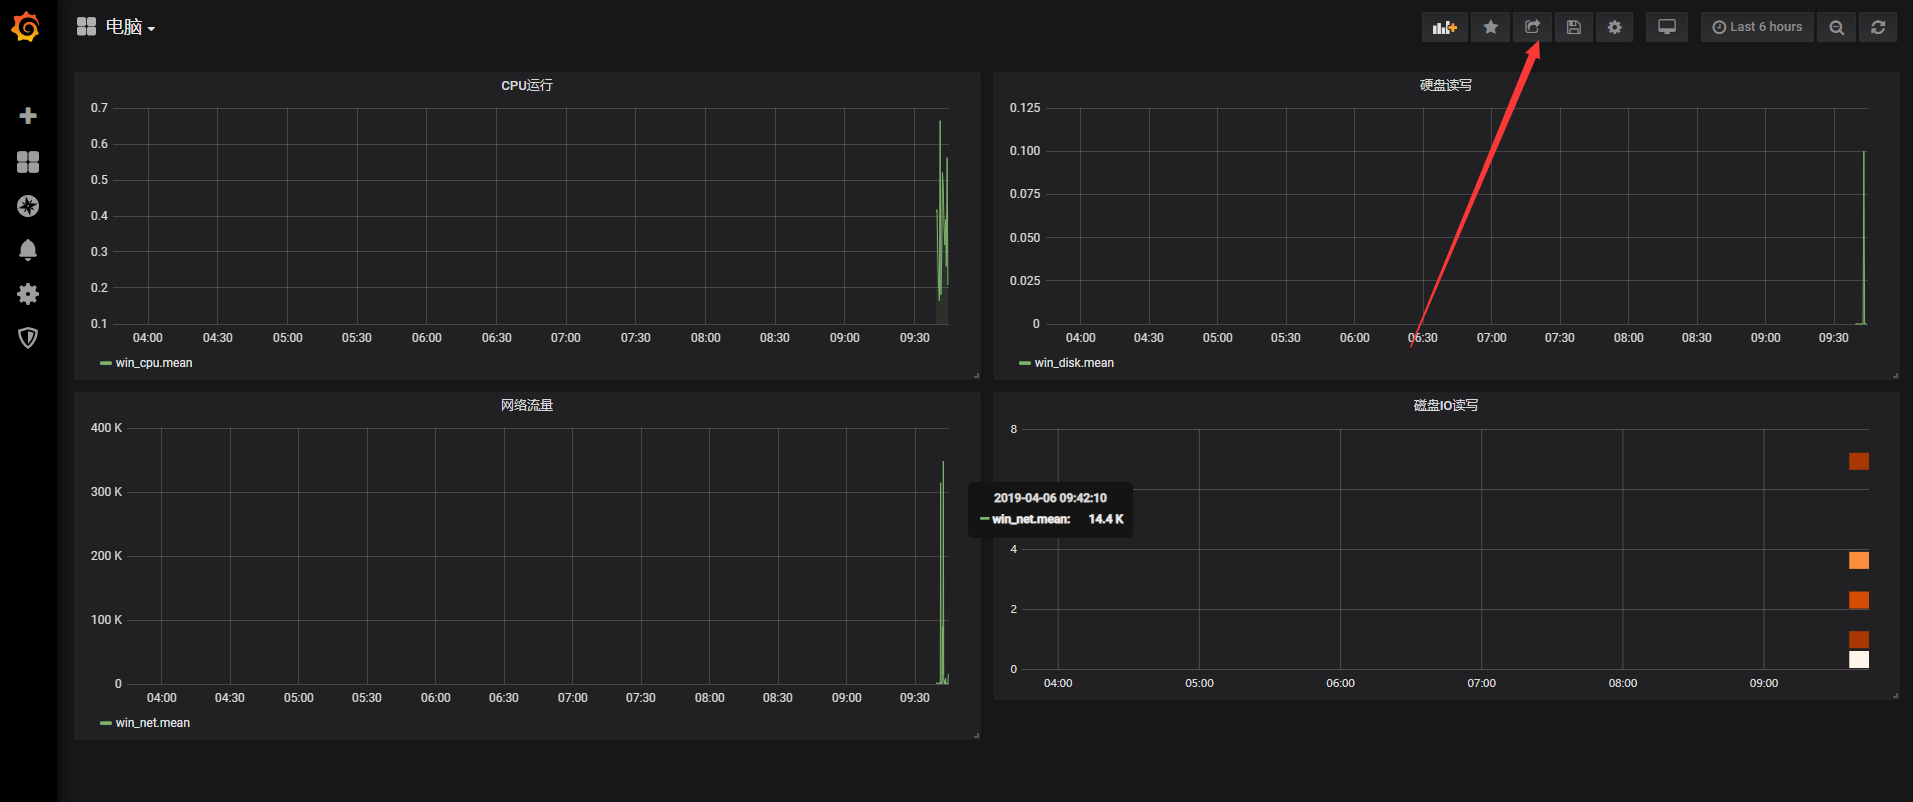 电脑
Last 6 hours
CPU运行
0.7
0.6
0.5
0.4
0.3
0.2
0.1
04:00 04:30 05:00 05:30 06:00 06:30 07:00 07:30 08:00 08:30 09:00 09:30
win_cpu.mean
硬盘读写
0.125
0.100
0.075
0.050
0.025
0
04:00 04:30 05:00 05:30 06:00 06:30 07:00 07:30 08:00 08:30 09:00 09:30
win_disk.mean
网络流量
400 K
300 K
200 K
100 K
0
04:00 04:30 05:00 05:30 06:00 06:30 07:00 07:30 08:00 08:30 09:00 09:30
win_net.mean
2019-04-06 09:42:10
win_net.mean: 14.4 K
磁盘IO读写
8
4
2
0
04:00 05:00 06:00 07:00 08:00 09:00